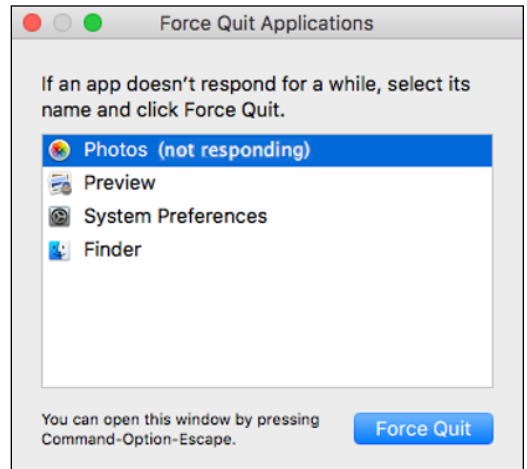 Force Quit Applications
If an app doesn’t respond for a while, select its
name and click Force Quit.
Photos (not responding)
Preview
System Preferences
Finder
You can open this window by pressing
Command-Option-Escape.
Force Quit